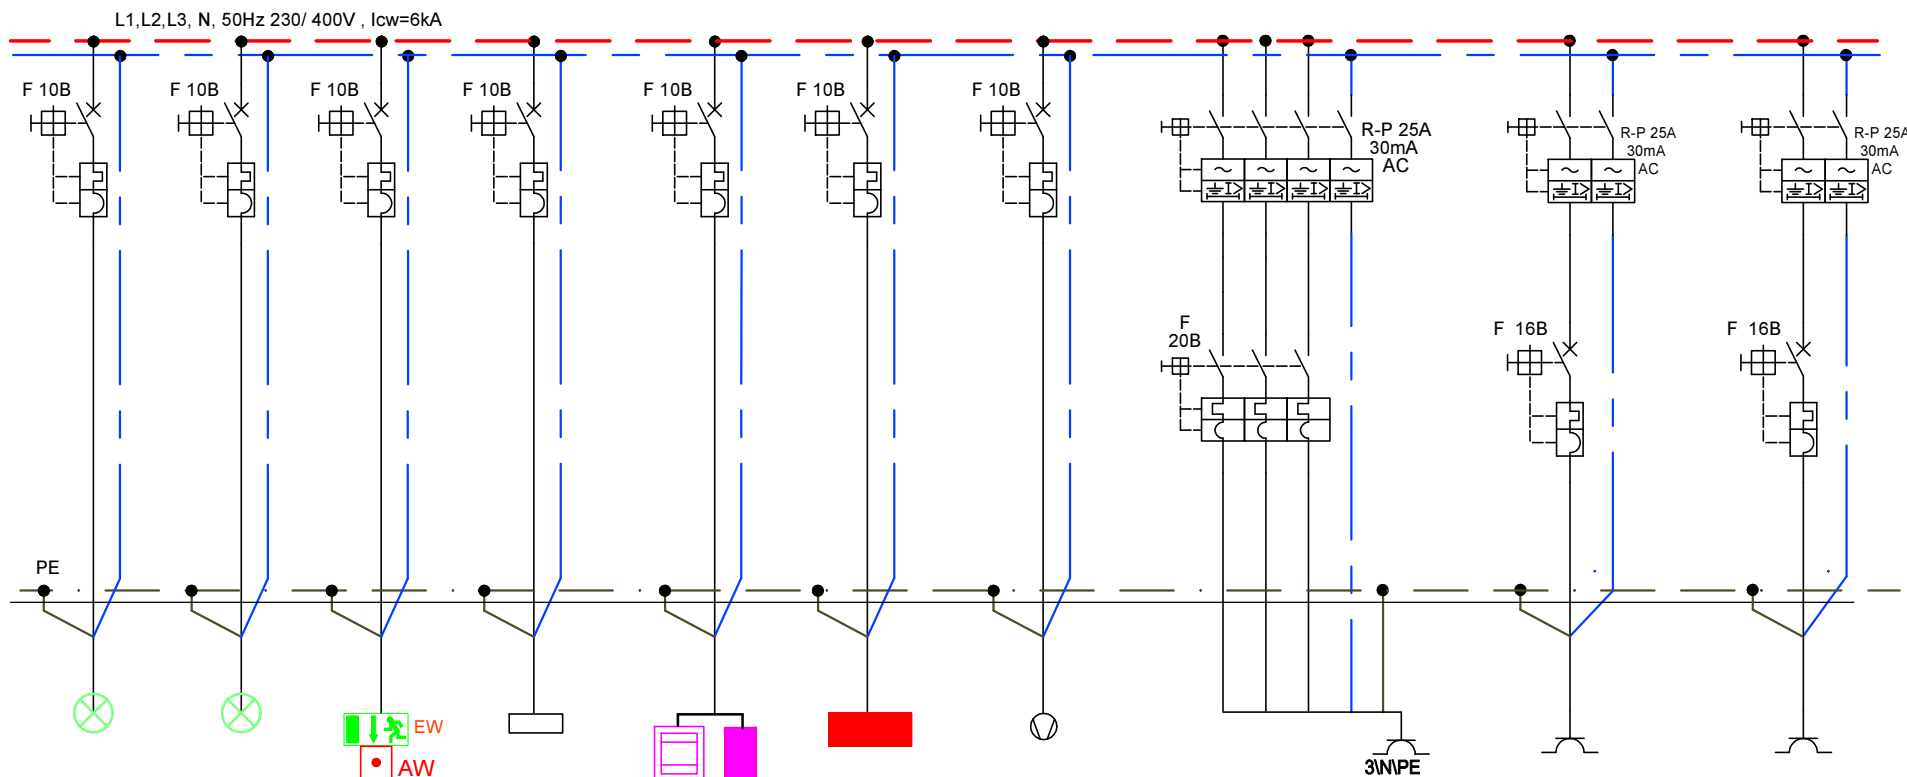 L1,L2,L3, N, 50Hz 230/ 400V , Icw=6kA
F 10B
F 10B
F 10B
F 10B
F 10B
F 10B
F 10B
R-P 25A
30mA
AC
R-P 25A
30mA
AC
R-P 25A
30mA
AC
F
20B
F 16B
F 16B
PE
EW
AW
3\N\PE